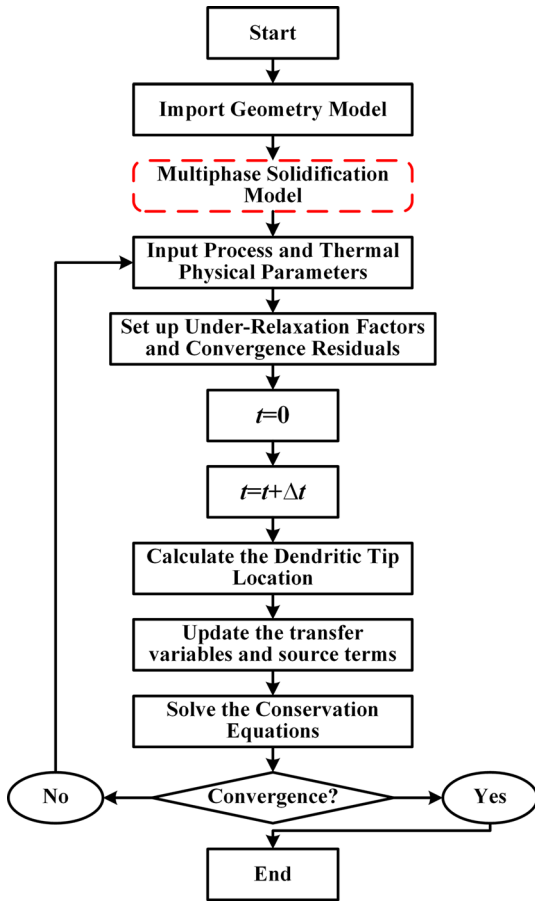 Start
Import Geometry Model
Multiphase Solidification
Model
Input Process and Thermal
Physical Parameters
Set up Under-Relaxation Factors
and Convergence Residuals
t=0
t=t+Δt
Calculate the Dendritic Tip
Location
Update the transfer
variables and source terms
Solve the Conservation
Equations
No
Convergence?
Yes
End